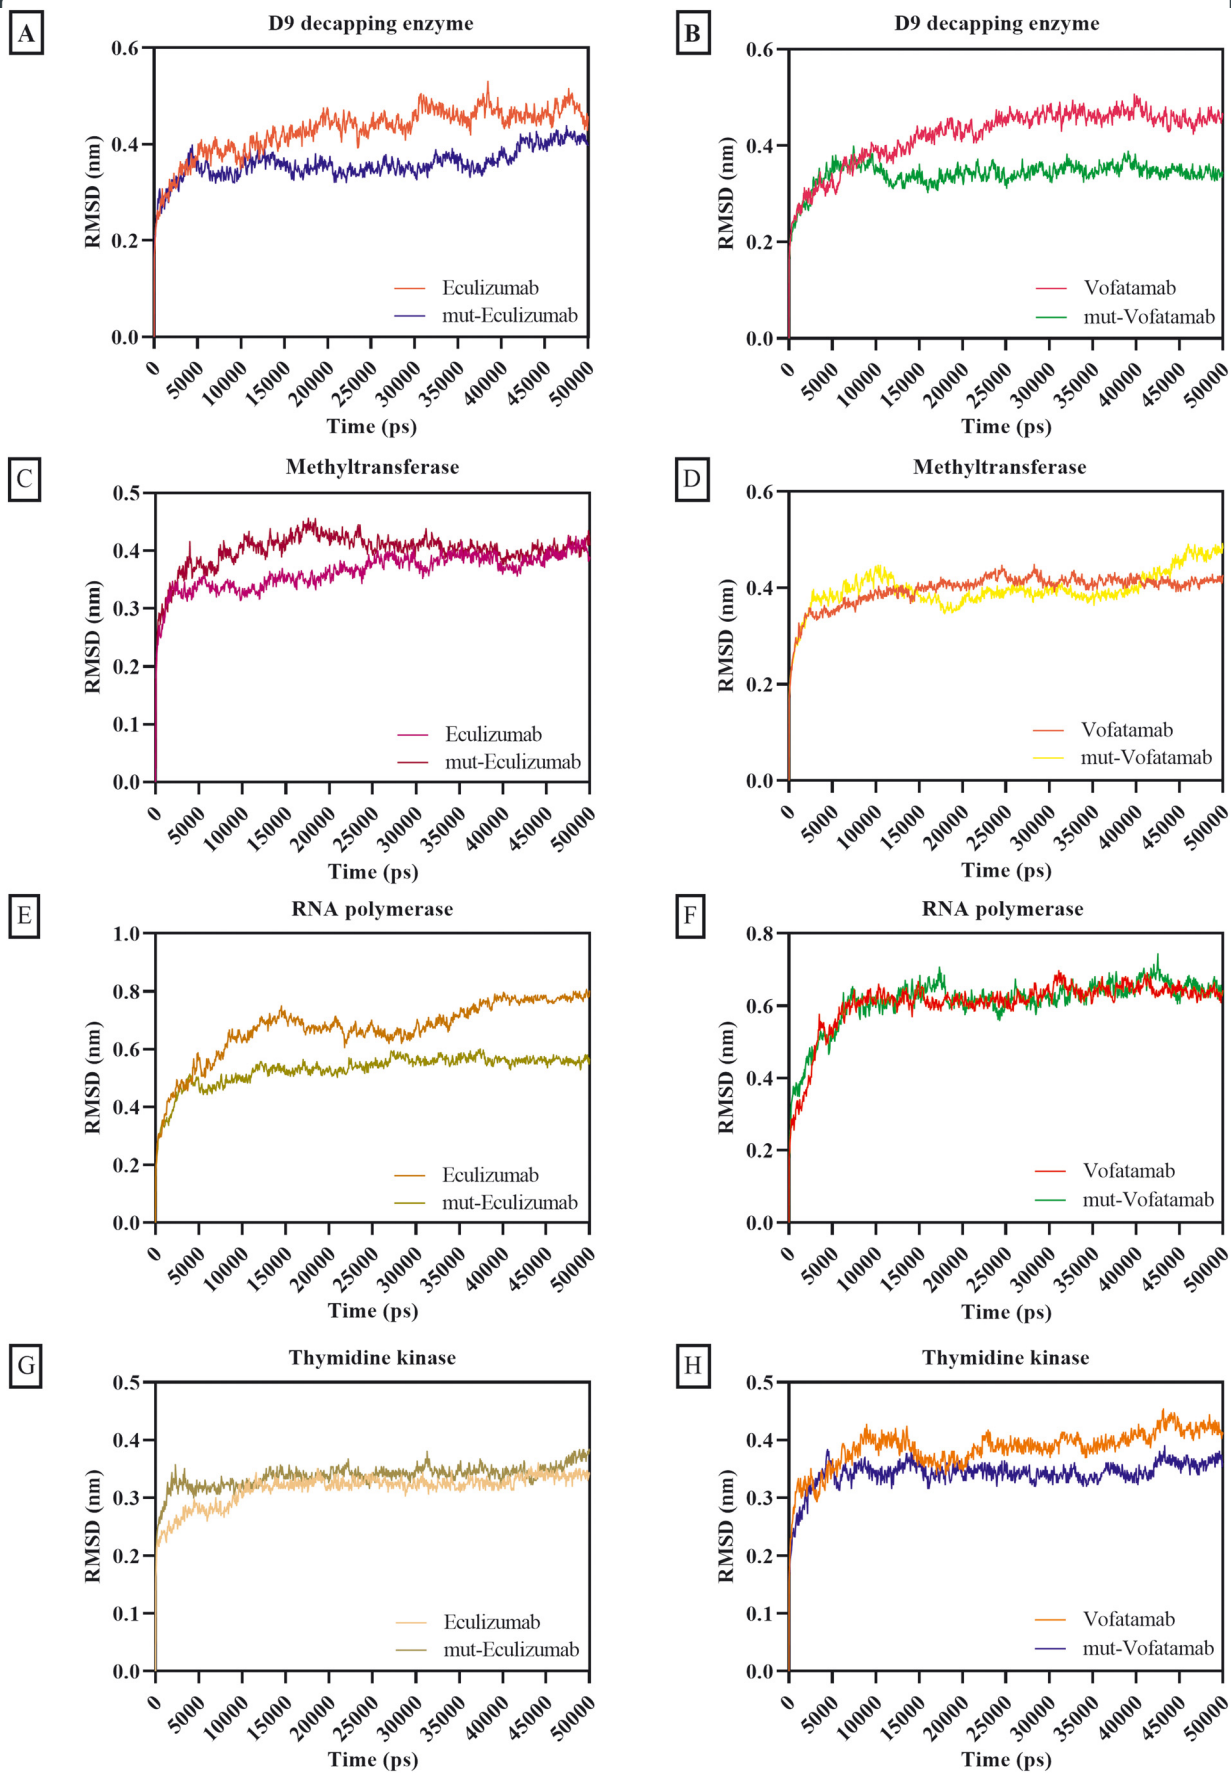 A
D9 decapping enzyme
0.6
0.4
0.2
0.0
RMSD (nm)
Eculizumab
mut-Eculizumab
0 5000 10000 15000 20000 25000 30000 35000 40000 45000 50000
Time (ps)
B
D9 decapping enzyme
0.6
0.4
0.2
0.0
RMSD (nm)
Vofatamab
mut-Vofatamab
0 5000 10000 15000 20000 25000 30000 35000 40000 45000 50000
Time (ps)
C
Methyltransferase
0.5
0.4
0.3
0.2
0.1
0.0
RMSD (nm)
Eculizumab
mut-Eculizumab
0 5000 10000 15000 20000 25000 30000 35000 40000 45000 50000
Time (ps)
D
Methyltransferase
0.6
0.4
0.2
0.0
RMSD (nm)
Vofatamab
mut-Vofatamab
0 5000 10000 15000 20000 25000 30000 35000 40000 45000 50000
Time (ps)
E
RNA polymerase
1.0
0.8
0.6
0.4
0.2
0.0
RMSD (nm)
Eculizumab
mut-Eculizumab
0 5000 10000 15000 20000 25000 30000 35000 40000 45000 50000
Time (ps)
F
RNA polymerase
0.8
0.6
0.4
0.2
0.0
RMSD (nm)
Vofatamab
mut-Vofatamab
0 5000 10000 15000 20000 25000 30000 35000 40000 45000 50000
Time (ps)
G
Thymidine kinase
0.5
0.4
0.3
0.2
0.1
0.0
RMSD (nm)
Eculizumab
mut-Eculizumab
0 5000 10000 15000 20000 25000 30000 35000 40000 45000 50000
Time (ps)
H
Thymidine kinase
0.5
0.4
0.3
0.2
0.1
0.0
RMSD (nm)
Vofatamab
mut-Vofatamab
0 5000 10000 15000 20000 25000 30000 35000 40000 45000 50000
Time (ps)